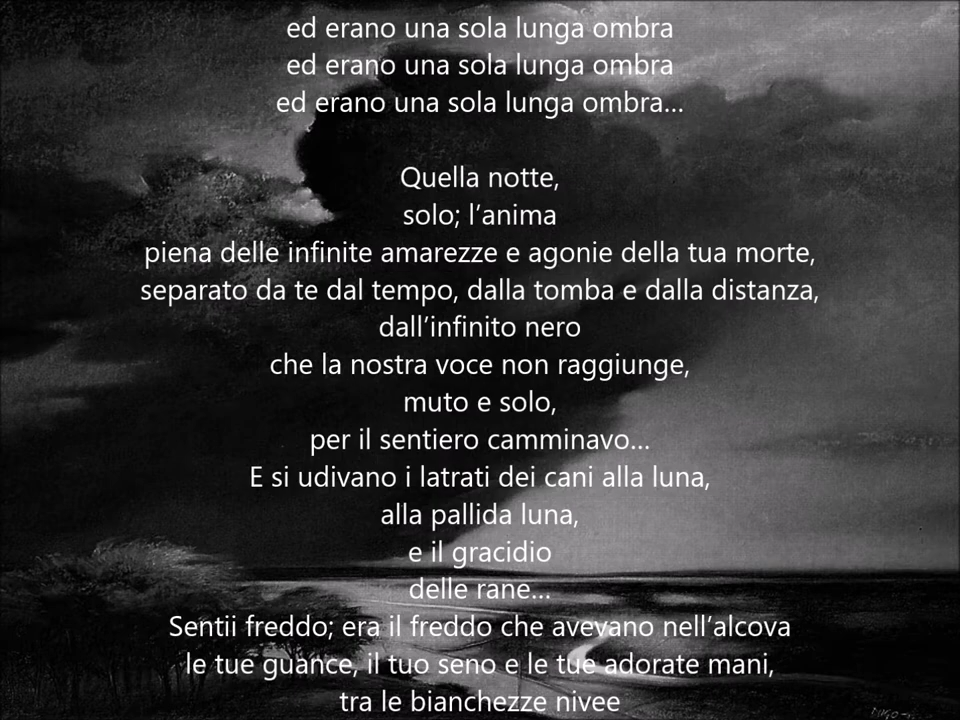 ed erano una sola lunga ombra
ed erano una sola lunga ombra
ed erano una sola lunga ombra…
Quella notte,
solo; l’anima
piena delle infinite amarezze e agonie della tua morte,
separato da te dal tempo, dalla tomba e dalla distanza,
dall’infinito nero
che la nostra voce non raggiunge,
muto e solo,
per il sentiero camminavo…
E si udivano i latrati dei cani alla luna,
alla pallida luna,
e il gracidio
delle rane…
Sentii freddo; era il freddo che avevano nell’alcova
le tue guance, il tuo seno e le tue adorate mani,
tra le bianchezze nivee